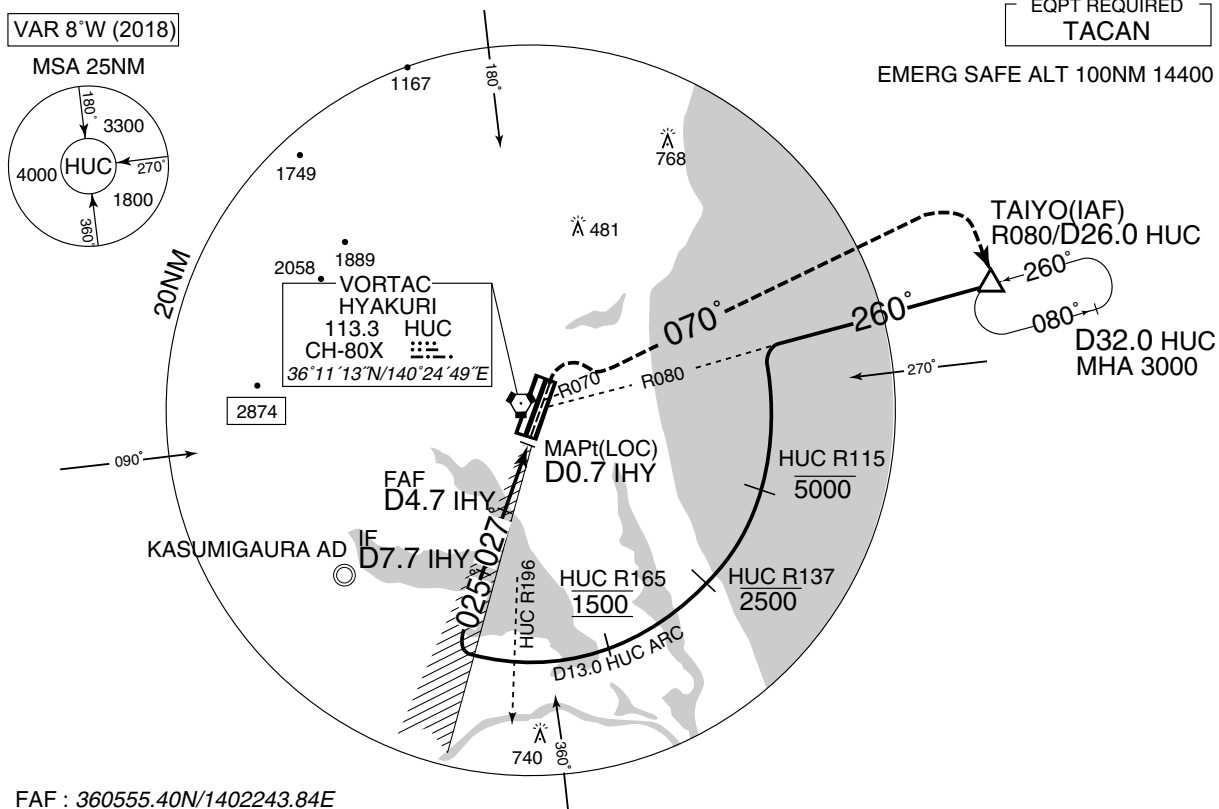 VAR 8˚W (2018)
MSA 25NM
180˚
3300
HUC
270˚
4000
1800
360˚
EQPT REQUIRED
TACAN
EMERG SAFE ALT 100NM 14400
1167
180˚
768
1749
481
1889
2058
20NM
VORTAC
HYAKURI
113.3 HUC
CH-80X
36˚11´13˝N/140˚24´49˝E
2874
TAIYO(IAF)
R080/D26.0 HUC
260˚
080˚
D32.0 HUC
MHA 3000
070˚
260˚
R070
R080
270˚
090˚
MAPt(LOC)
D0.7 IHY
HUC R115
5000
FAF
D4.7 IHY
KASUMIGAURA AD
IF
D7.7 IHY
025-027˚
HUC R196
HUC R165
1500
HUC R137
2500
D13.0 HUC ARC
740
360˚
FAF : 360555.40N/1402243.84E